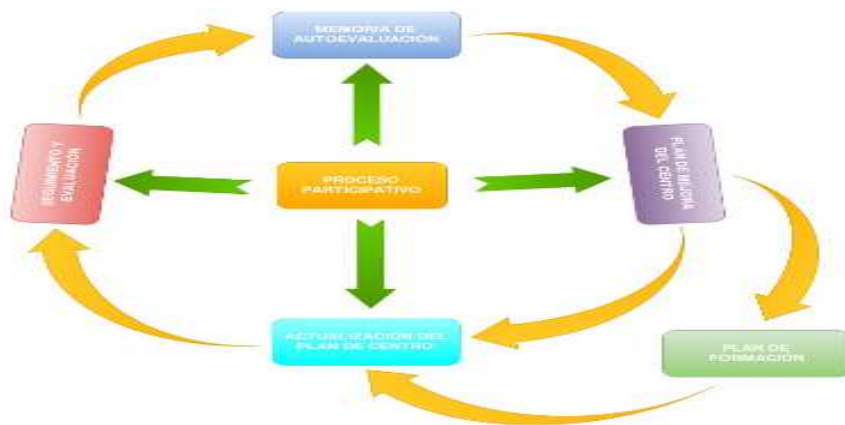 MEMORIA DE
AUTOEVALUACIÓN
SEGUIMIENTO Y
EVALUACIÓN
PROCESO
PARTICIPATIVO
PLAN DE MEJORA
DEL CENTRO
ACTUALIZACIÓN DEL
PLAN DE CENTRO
PLAN DE
FORMACIÓN